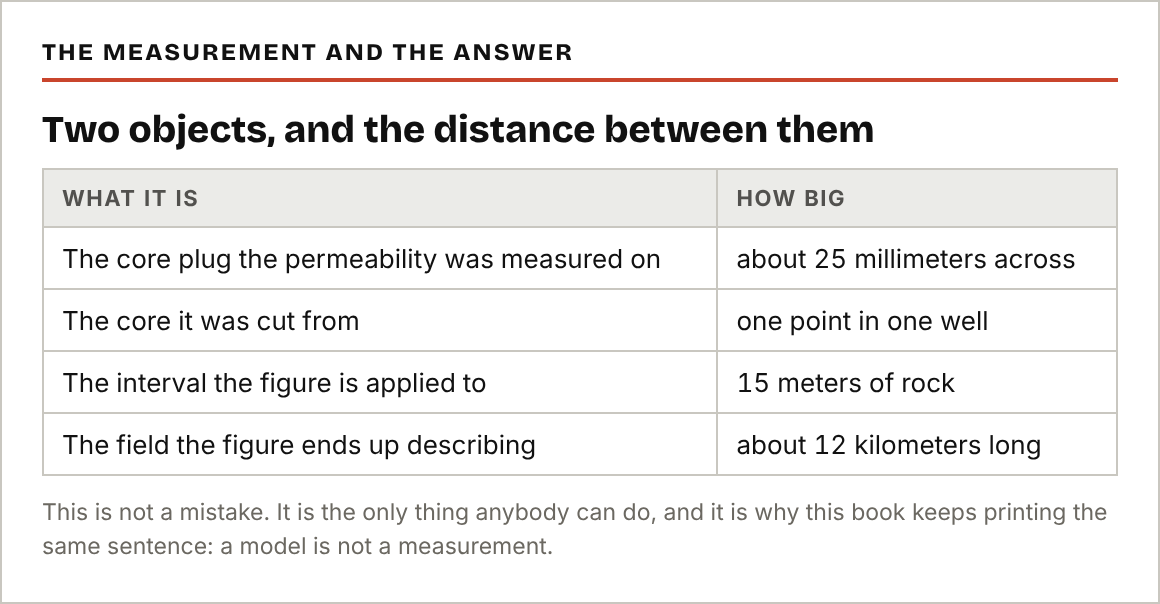 THE MEASUREMENT AND THE ANSWER
Two objects, and the distance between them
WHAT IT IS HOW BIG
The core plug the permeability was measured on about 25 millimeters across
The core it was cut from one point in one well
The interval the figure is applied to 15 meters of rock
The field the figure ends up describing about 12 kilometers long
This is not a mistake. It is the only thing anybody can do, and it is why this book keeps printing the
same sentence: a model is not a measurement.